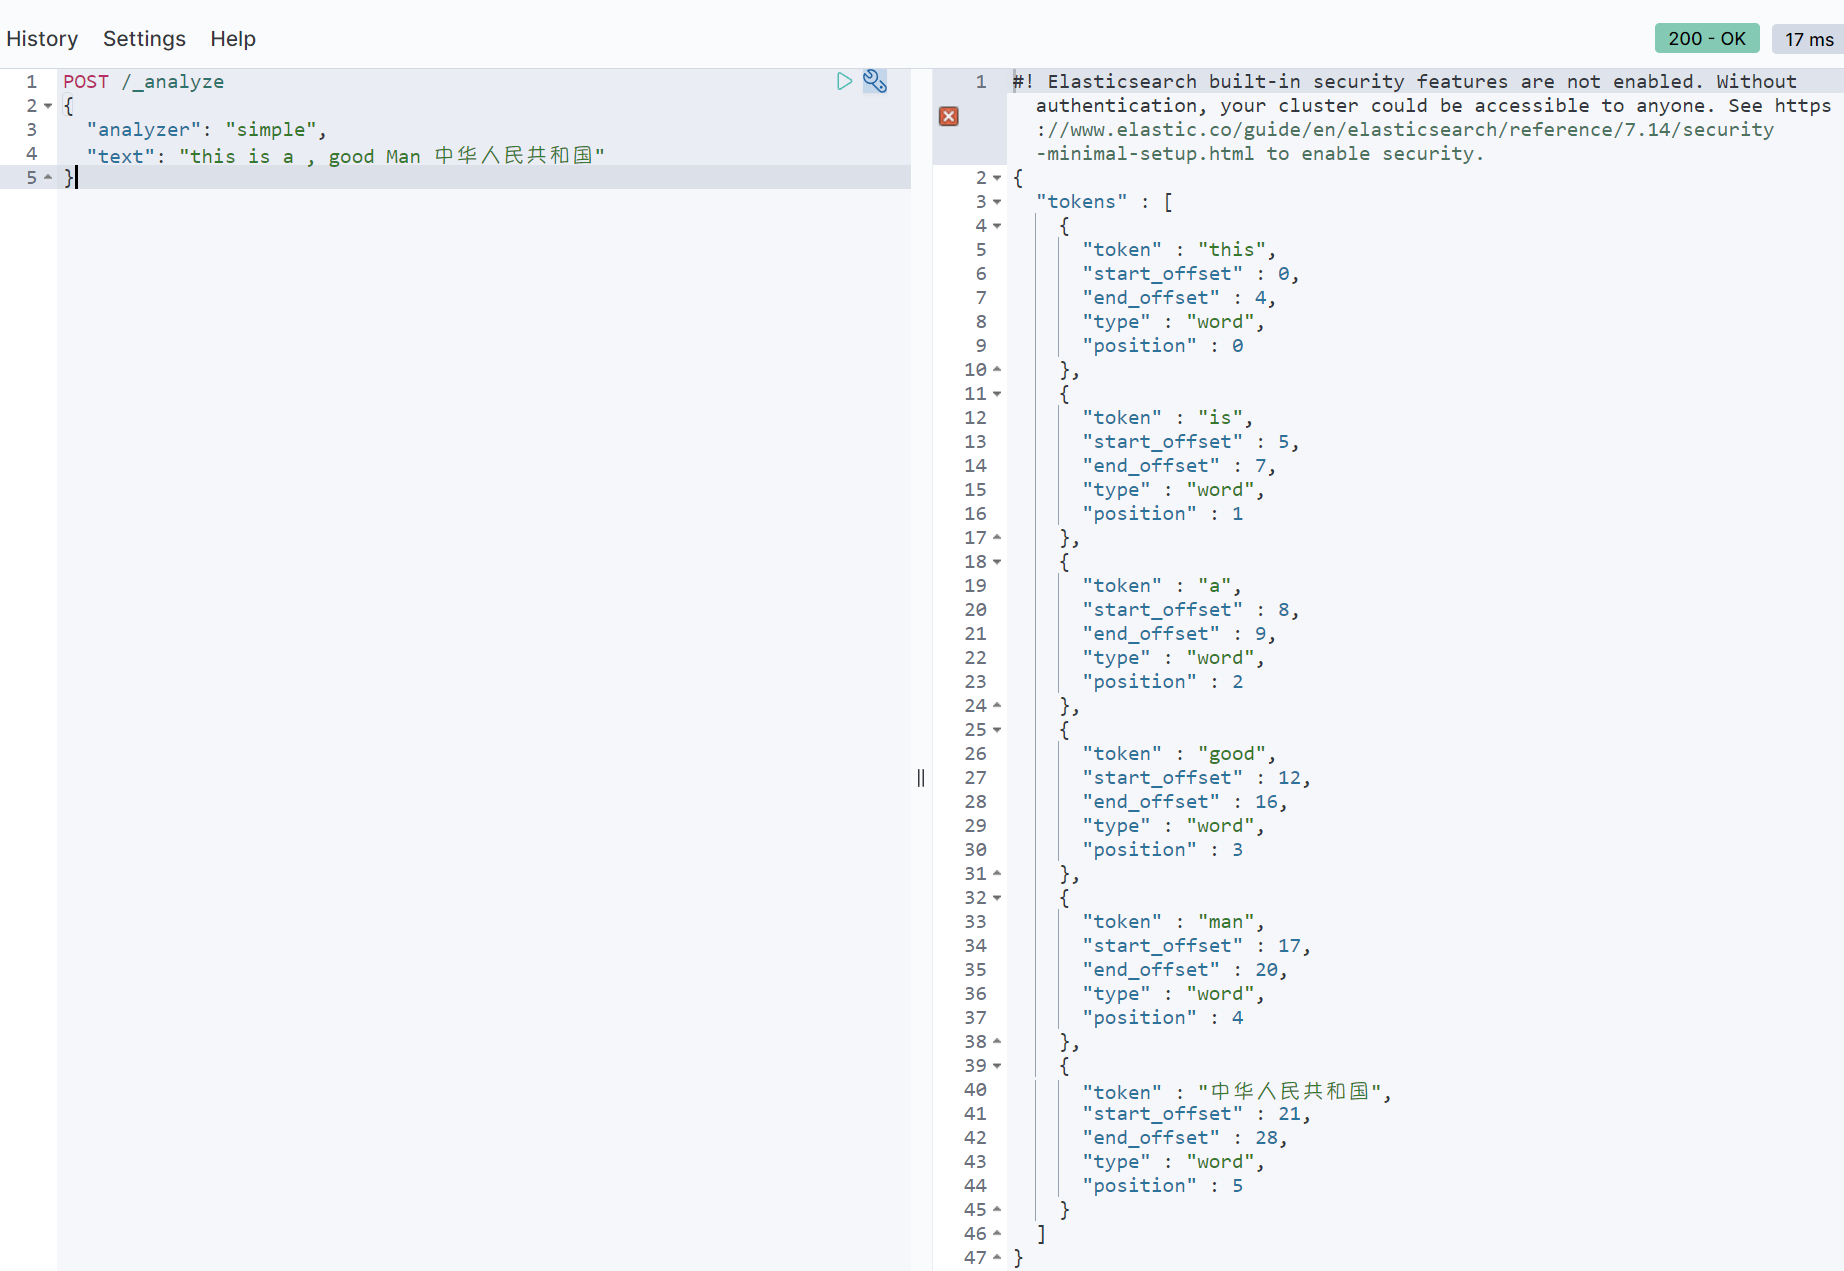 History Settings Help
200 - OK 17 ms
1 POST /_analyze
2 {
3 "analyzer": "simple",
4 "text": "this is a , good Man 中华人民共和国"
5 }
1 #! Elasticsearch built-in security features are not enabled. Without
authentication, your cluster could be accessible to anyone. See https
://www.elastic.co/guide/en/elasticsearch/reference/7.14/security
-minimal-setup.html to enable security.
2 {
3 "tokens" : [
4 {
5 "token" : "this",
6 "start_offset" : 0,
7 "end_offset" : 4,
8 "type" : "word",
9 "position" : 0
10 },
11 {
12 "token" : "is",
13 "start_offset" : 5,
14 "end_offset" : 7,
15 "type" : "word",
16 "position" : 1
17 },
18 {
19 "token" : "a",
20 "start_offset" : 8,
21 "end_offset" : 9,
22 "type" : "word",
23 "position" : 2
24 },
25 {
26 "token" : "good",
27 "start_offset" : 12,
28 "end_offset" : 16,
29 "type" : "word",
30 "position" : 3
31 },
32 {
33 "token" : "man",
34 "start_offset" : 17,
35 "end_offset" : 20,
36 "type" : "word",
37 "position" : 4
38 },
39 {
40 "token" : "中华人民共和国",
41 "start_offset" : 21,
42 "end_offset" : 28,
43 "type" : "word",
44 "position" : 5
45 }
46 ]
47 }